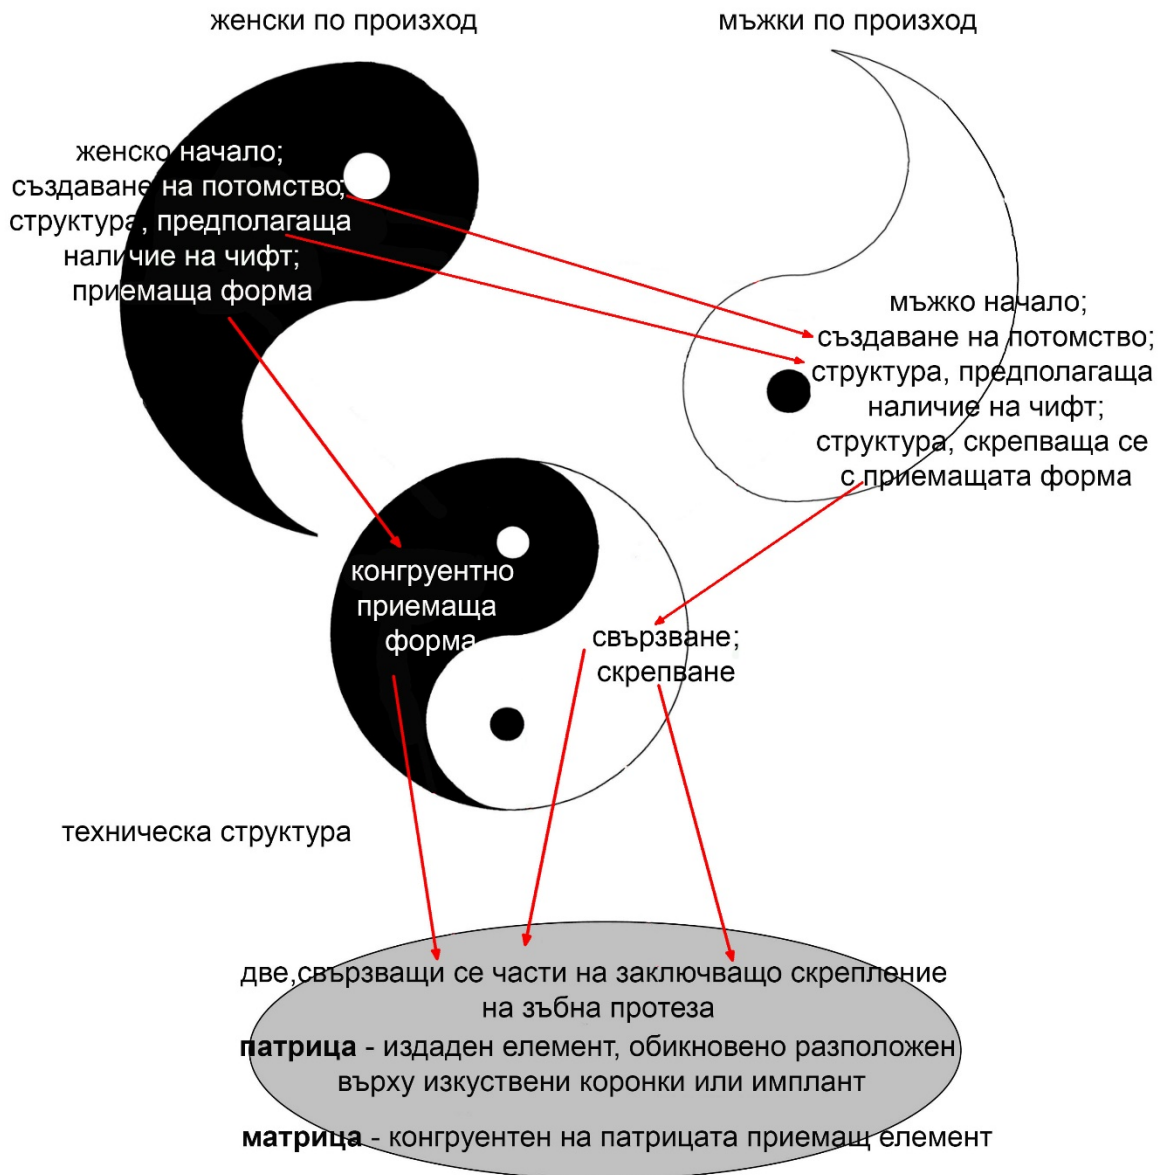 женски по произход
мъжки по произход
женско начало;
създаване на потомство;
структура, предполагаща
наличие на чифт;
приемаща форма
мъжко начало;
създаване на потомство;
структура, предполагаща
наличие на чифт;
структура, скрепваща се
с приемащата форма
конгруентно
приемаща
форма
свързване;
скрепване
техническа структура
две,свързващи се части на заключващо скрепление
на зъбна протеза
патрица - издаден елемент, обикновено разположен
върху изкуствени коронки или имплант
матрица - конгруентен на патрицата приемащ елемент